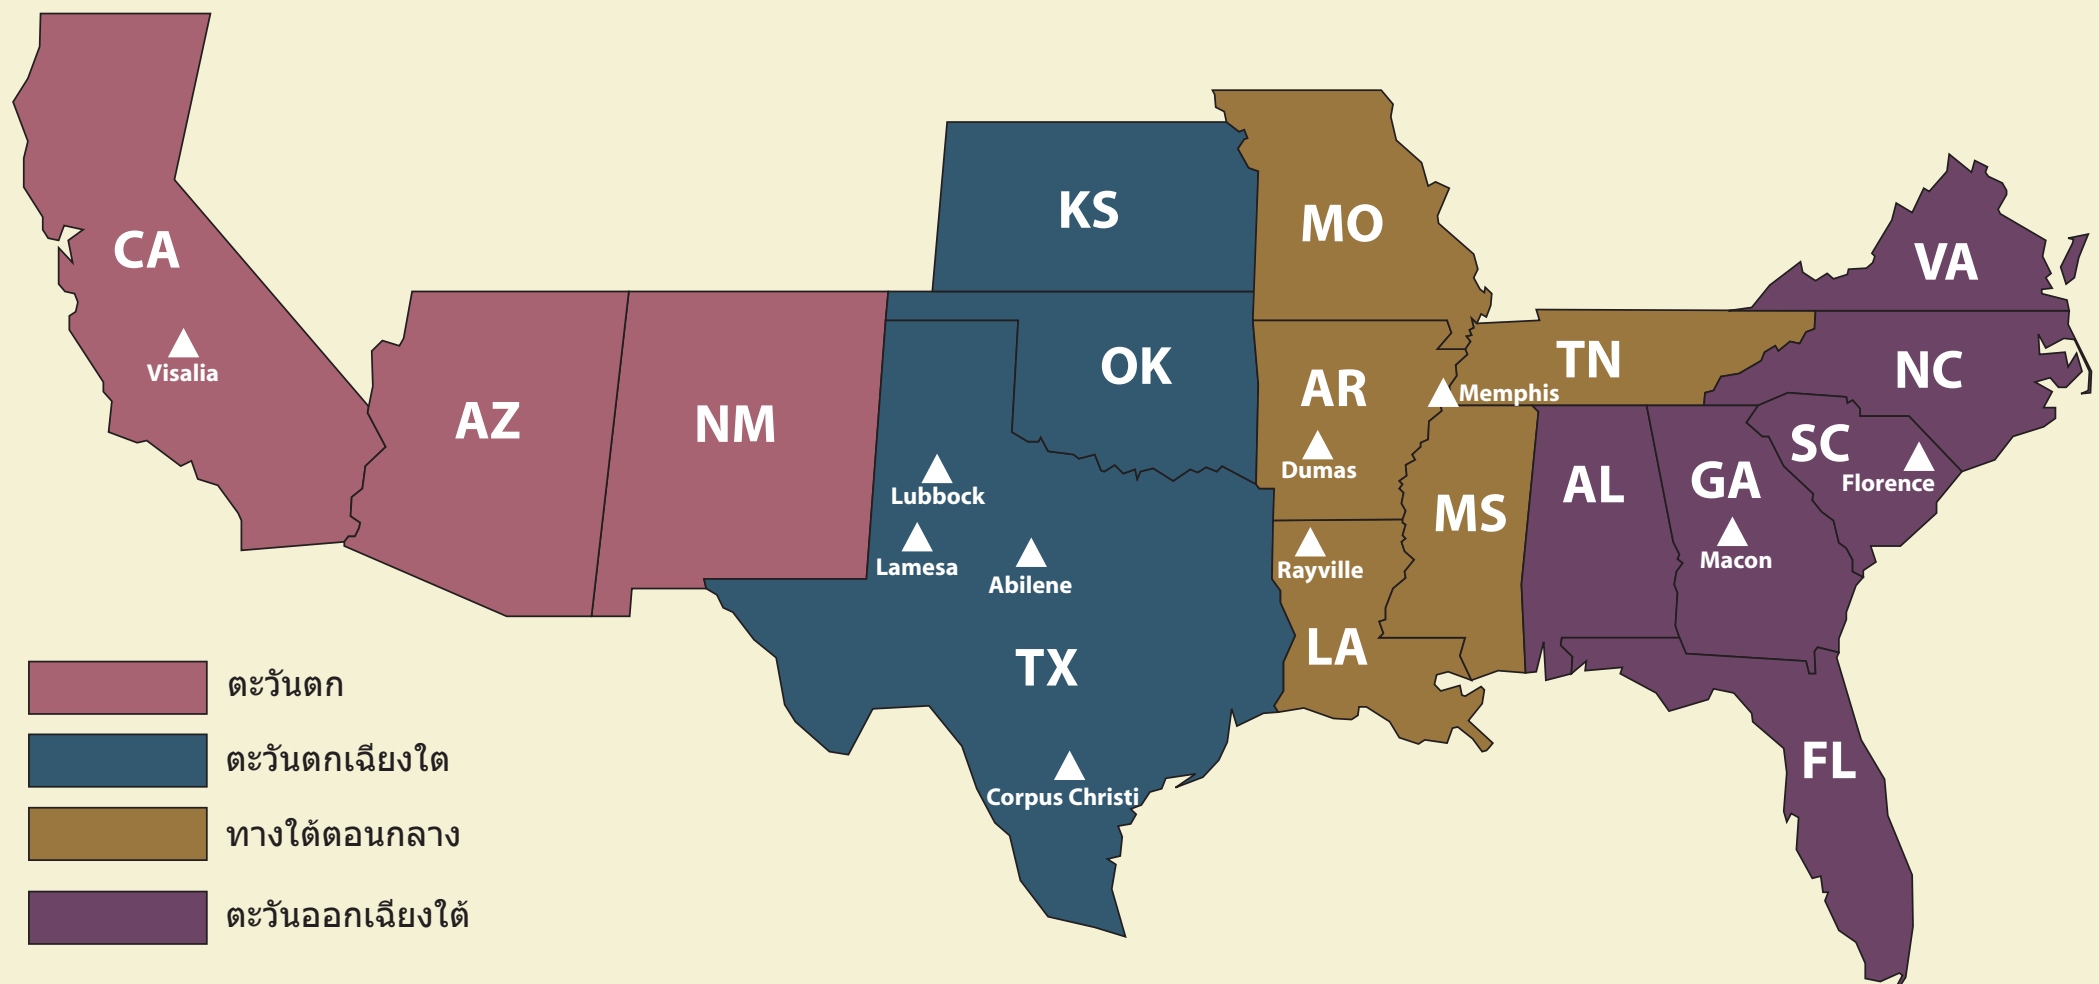 KS
MO
CA
VA
Visalia
AZ
NM
OK
AR
TN
Memphis
NC
Lubbock
Dumas
MS
AL
GA
SC
Florence
Lamesa
Abilene
Rayville
Macon
TX
LA
FL
Corpus Christi
ตะวันตก
ตะวันตกเฉียงใต
ทางใต้ตอนกลาง
ตะวันออกเฉียงใต้